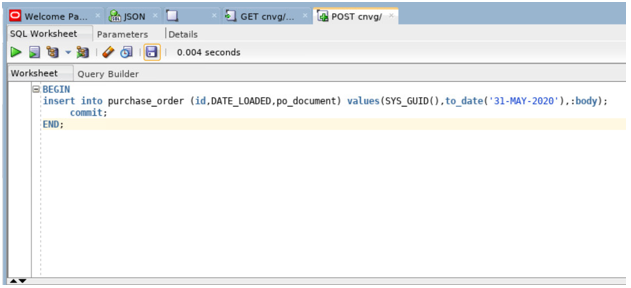 Welcome Pa...
JSON
GET cnvg/...
POST cnvg/
SQL Worksheet
Parameters
Details
0.004 seconds
Worksheet
Query Builder
BEGIN
insert into purchase_order (id,DATE_LOADED,po_document) values(SYS_GUID(),to_date('31-MAY-2020'),:body);
commit;
END;